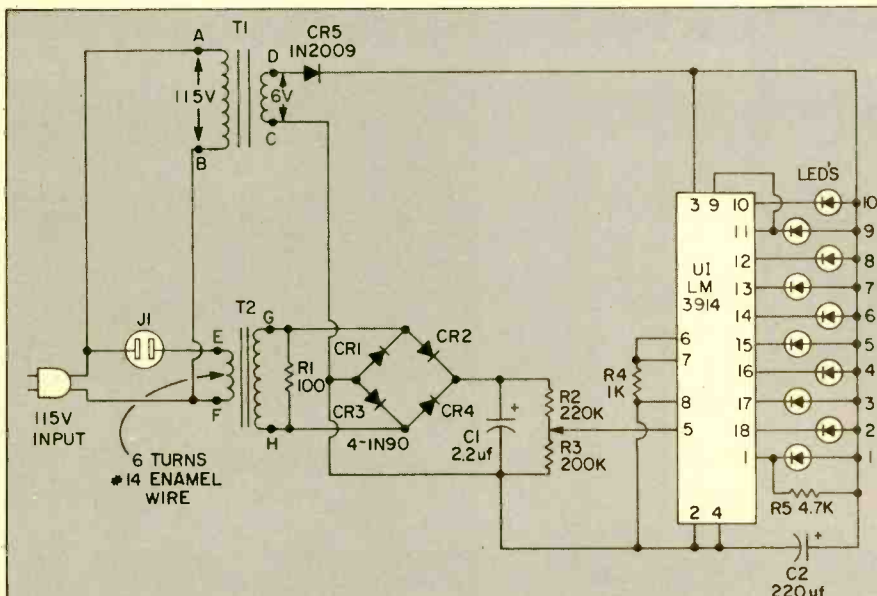 A
T1
CR5
1N2009
D
115V
6V
C
B
LED'S
3
9
10
10
11
9
12
8
U1
LM
3914
13
7
14
6
J1
T2
E
G
6
15
5
CR1
CR2
7
R4
1K
16
4
R1
100
R2
220K
8
17
3
CR3
CR4
5
18
2
F
H
4-1N90
C1
2.2uf
+
R3
200K
1
1
115V
INPUT
R5 4.7K
6 TURNS
#14 ENAMEL
WIRE
2
4
+
C2
220uf